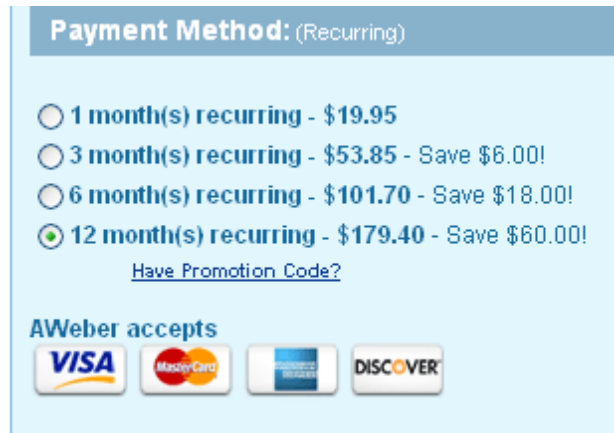 Payment Method: (Recurring)
1 month(s) recurring - $19.95
3 month(s) recurring - $53.85 - Save $6.00!
6 month(s) recurring - $101.70 - Save $18.00!
12 month(s) recurring - $179.40 - Save $60.00!
Have Promotion Code?
AWeber accepts
VISA MasterCard DISCOVER